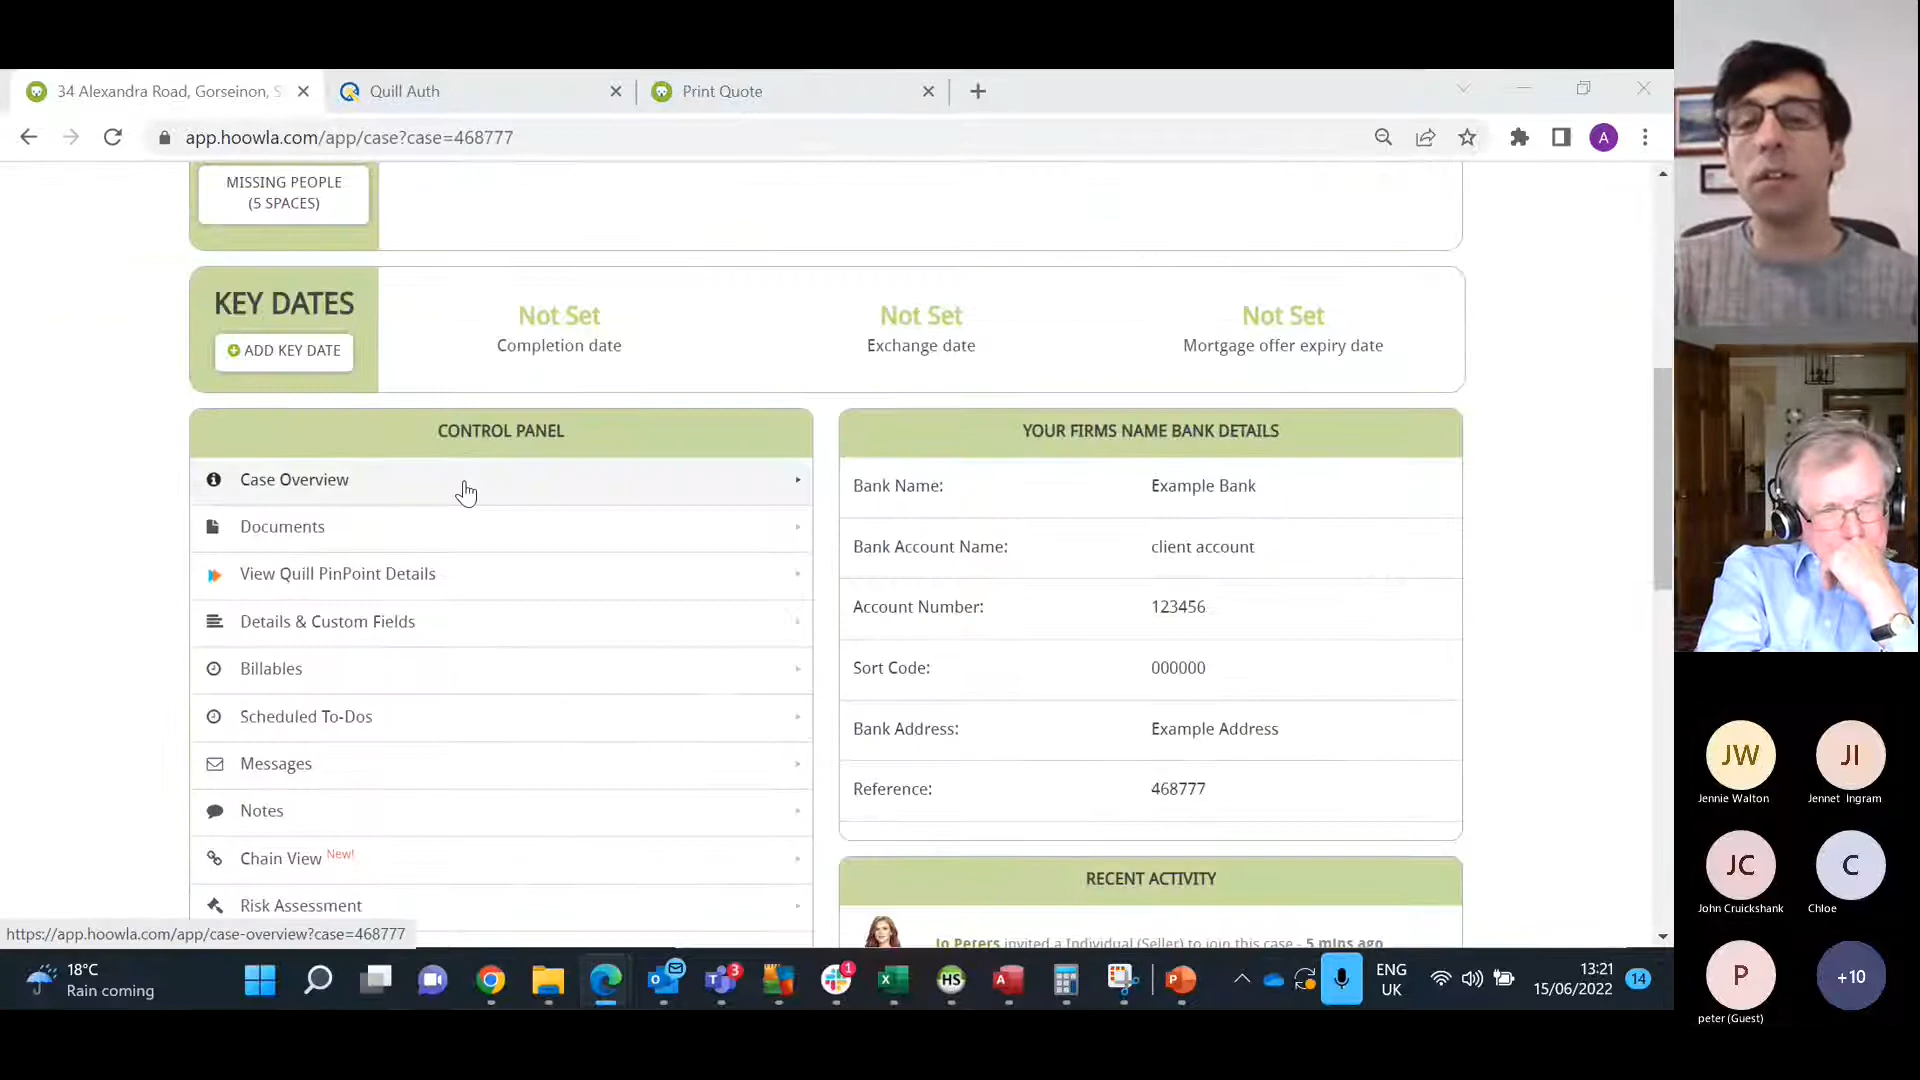 34 Alexandra Road, Gorseinon, S
Quill Auth
Print Quote
app.hoowla.com/app/case?case=468777
A
MISSING PEOPLE
(5 SPACES)
KEY DATES
ADD KEY DATE
Not Set
Completion date
Not Set
Exchange date
Not Set
Mortgage offer expiry date
CONTROL PANEL
Case Overview
Documents
View Quill PinPoint Details
Details & Custom Fields
Billables
Scheduled To-Dos
Messages
Notes
Chain View New!
Risk Assessment
YOUR FIRMS NAME BANK DETAILS
Bank Name: Example Bank
Bank Account Name: client account
Account Number: 123456
Sort Code: 000000
Bank Address: Example Address
Reference: 468777
RECENT ACTIVITY
Jo Peters invited a Individual (Seller) to join this case - 5 mins ago
https://app.hoowla.com/app/case-overview?case=468777
18°C
Rain coming
3
1
HS
ENG
UK
13:21
15/06/2022
14
JW
Jennie Walton
JI
Jennet Ingram
JC
John Cruickshank
C
Chloe
P
peter (Guest)
+10